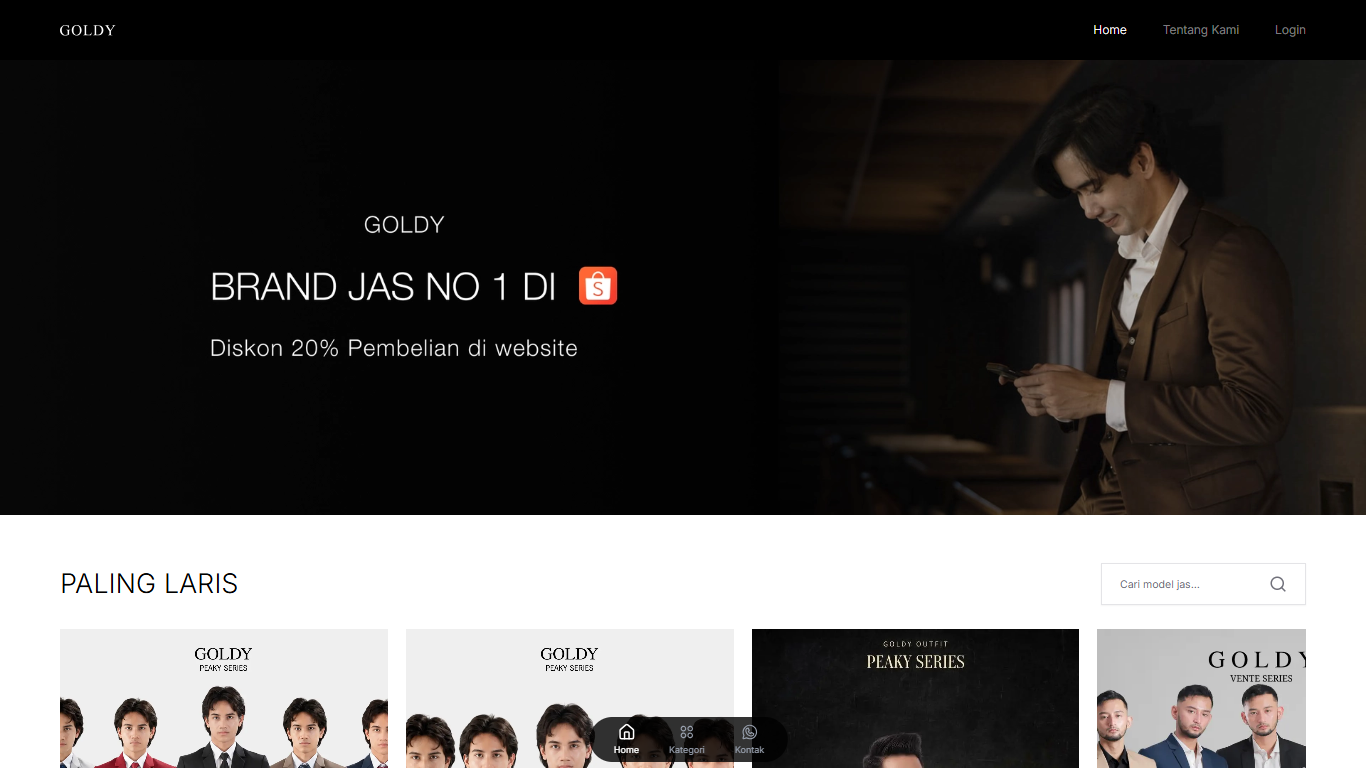 GOLDY
Home
Tentang Kami
Login
GOLDY
BRAND JAS NO 1 DI S
Diskon 20% Pembelian di website
PALING LARIS
Cari model jas...
GOLDY
PEAKY SERIES
GOLDY
PEAKY SERIES
GOLDY OUTFIT
PEAKY SERIES
GOLDY
VENTE SERIES
Home
Kategori
Kontak